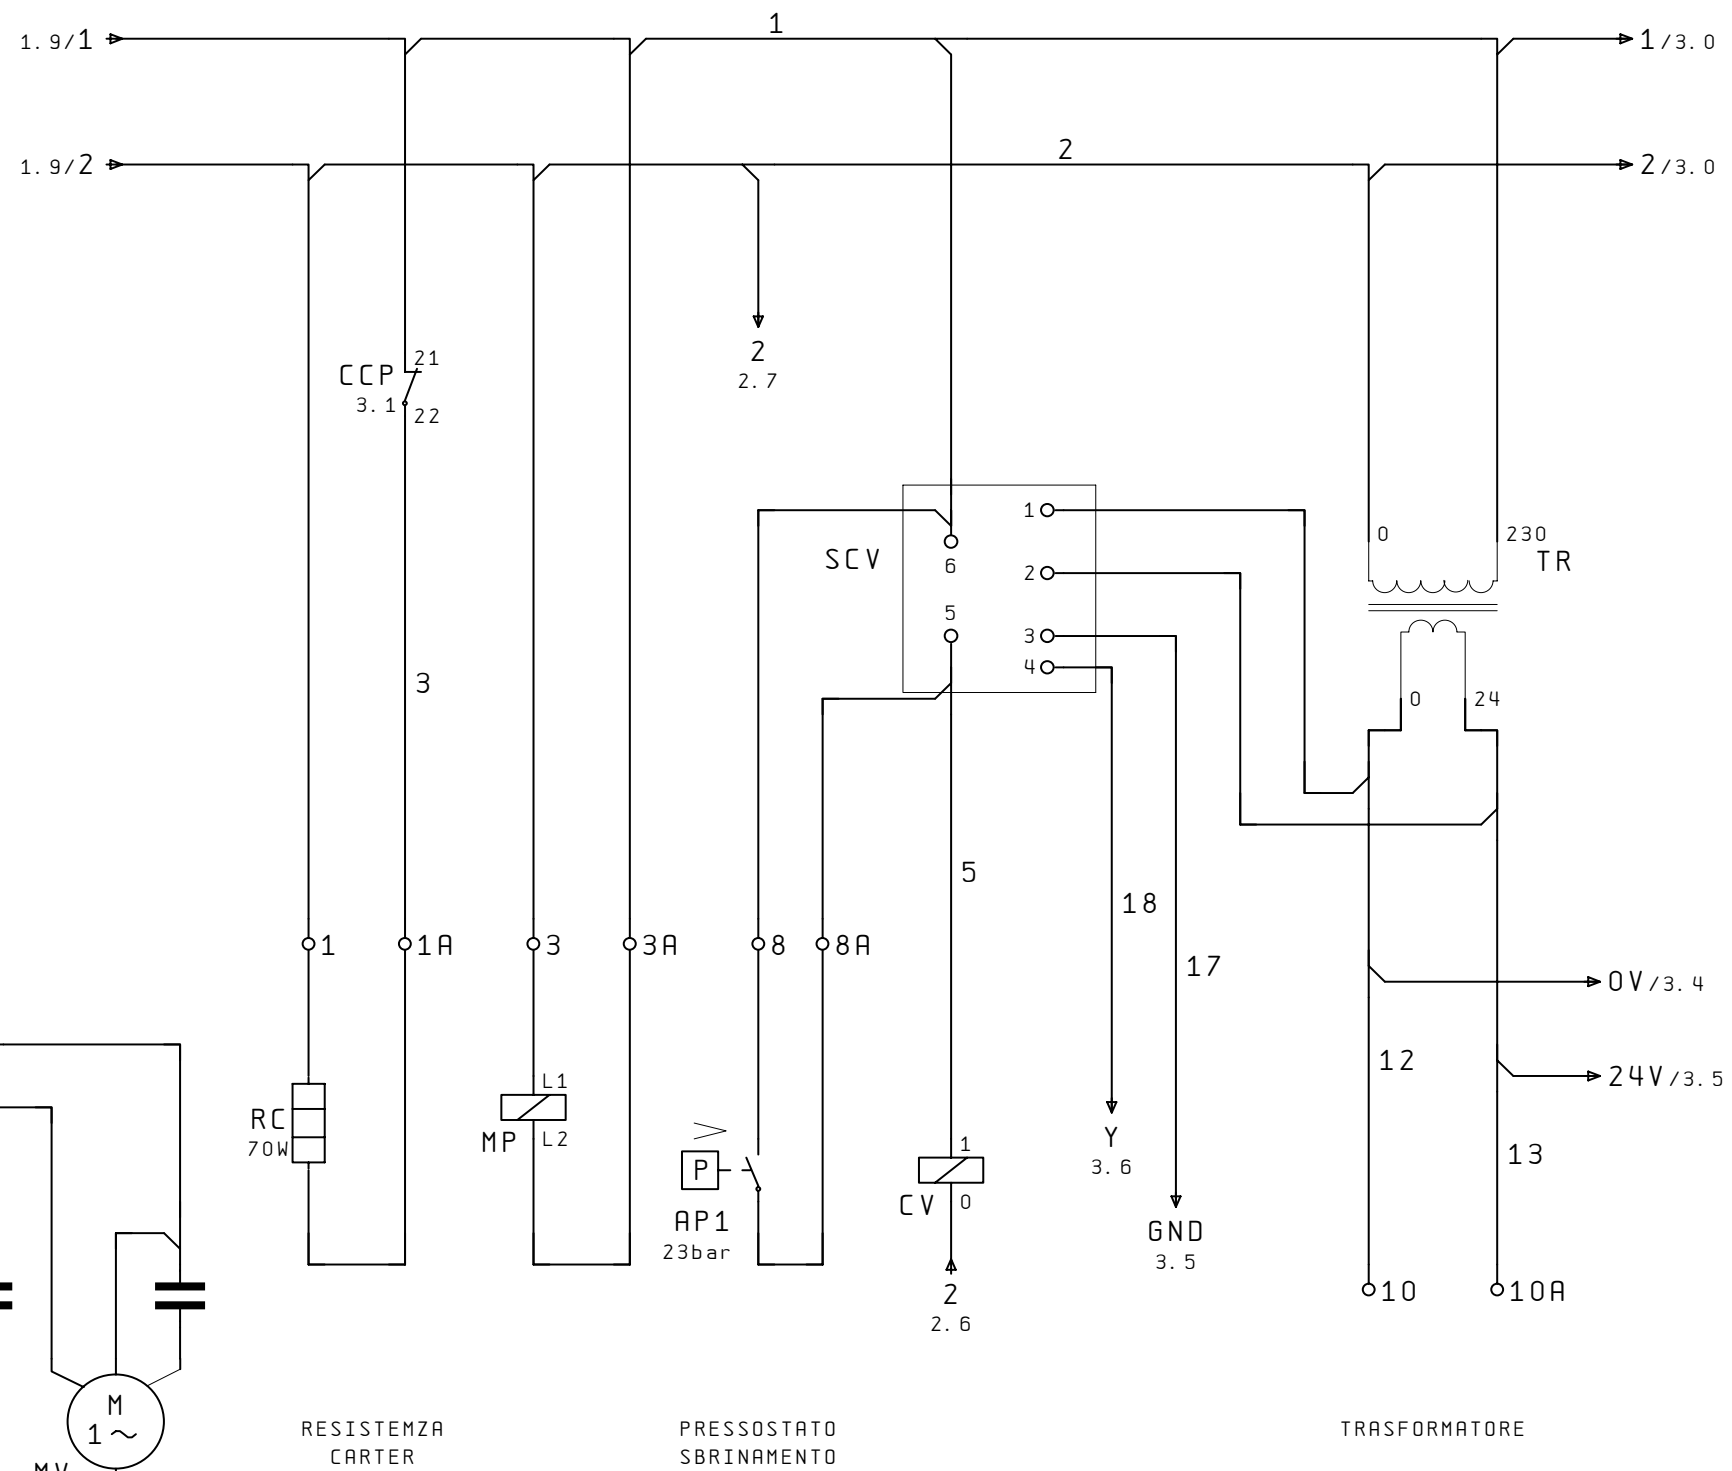 1
1.9/1
1/3.0
2
1.9/2
2/3.0
2
2.7
21
CCP
3.1
22
1
0
230
SCV
TR
6
2
5
3
4
3
0
24
5
18
1
1A
3
3A
8
8A
17
0V/3.4
12
24V/3.5
L1
RC
MP
L2
70W
>
Y
1
13
P
3.6
CV
0
AP1
GND
23bar
3.5
2
10
10A
2.6
M
1~
RESISTEMZA
CARTER
PRESSOSTATO
SBRINAMENTO
TRASFORMATORE